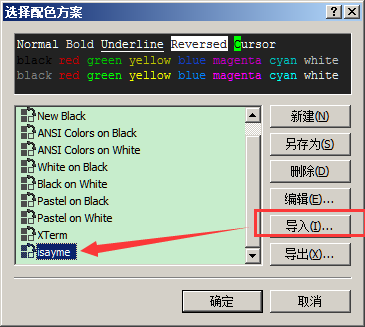 选择配色方案
Normal Bold Underline Reversed Cursor
black red green yellow blue magenta cyan white
black red green yellow blue magenta cyan white
New Black
ANSI Colors on Black
ANSI Colors on White
White on Black
Black on White
Pastel on Black
Pastel on White
XTerm
isayme
新建(N)
另存为(S)
删除(D)
编辑(E)...
导入(I)...
导出(X)...
确定
取消